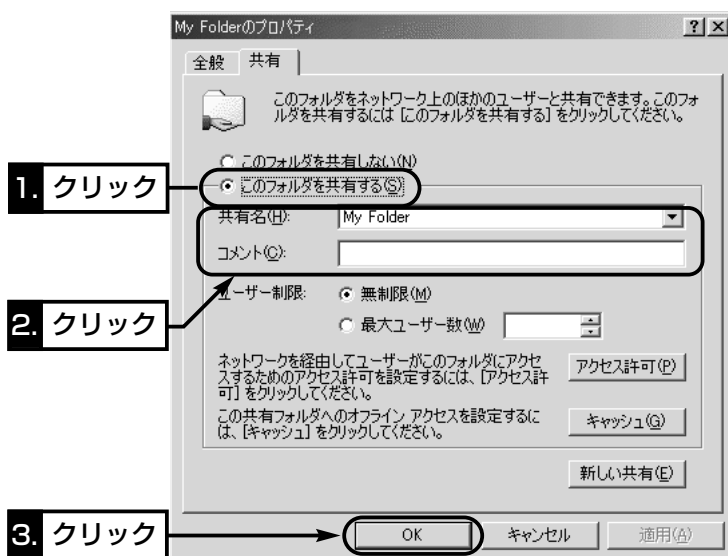 My Folderのプロパティ
全般 共有
このフォルダをネットワーク上のほかのユーザーと共有できます。このフォ
ルダを共有するには [このフォルダを共有する] をクリックしてください。
このフォルダを共有しない(N)
1. クリック
このフォルダを共有する(S)
共有名(H): My Folder
コメント(C):
2. クリック
ユーザー制限: 無制限(M)
最大ユーザー数(W)
ネットワークを経由してユーザーがこのフォルダにアクセ
スするためのアクセス許可を設定するには、[アクセス許
可] をクリックしてください。
アクセス許可(P)
この共有フォルダへのオフライン アクセスを設定するに
は、[キャッシュ] をクリックしてください。
キャッシュ(G)
新しい共有(E)
3. クリック
OK キャンセル 適用(A)